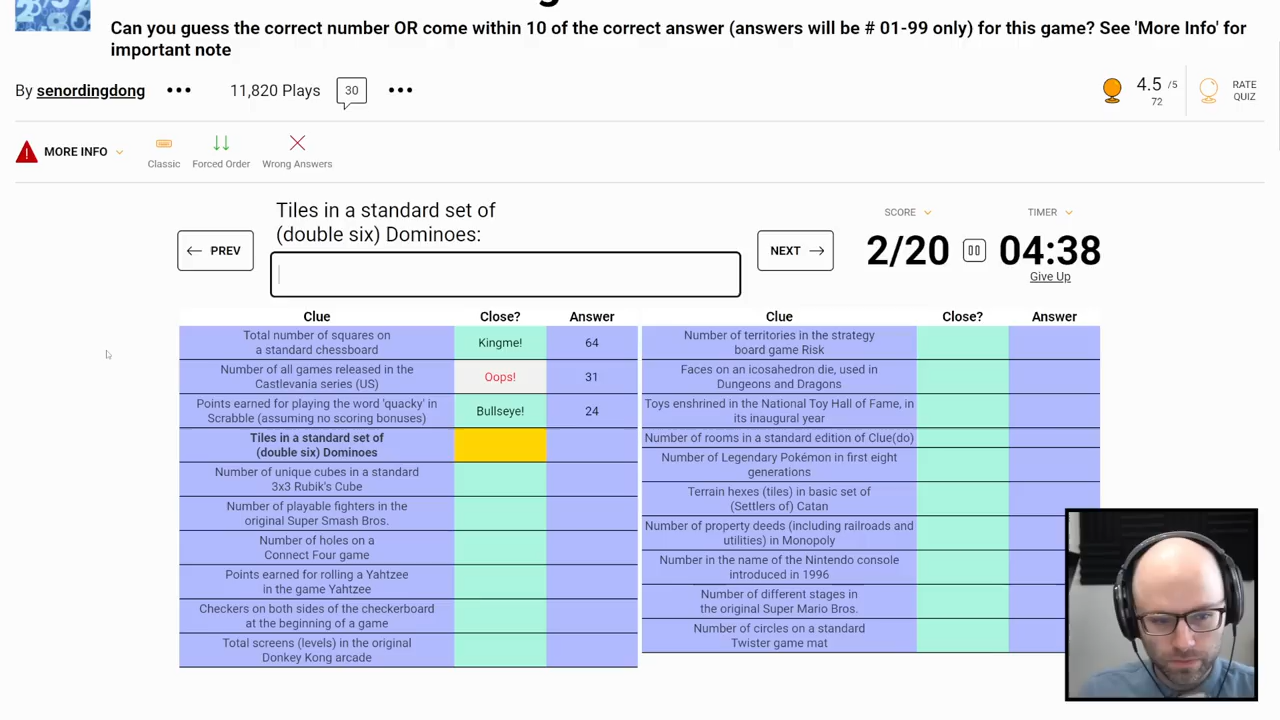 Can you guess the correct number OR come within 10 of the correct answer (answers will be # 01-99 only) for this game? See 'More Info' for
important note
By senordingdong ••• 11,820 Plays 30 •••
4.5 /5
72
RATE
QUIZ
MORE INFO
Classic
Forced Order
Wrong Answers
Tiles in a standard set of
(double six) Dominoes:
← PREV
NEXT →
SCORE
2/20
TIMER
04:38
Give Up
Clue Close? Answer
Total number of squares on
a standard chessboard
Kingme! 64
Number of all games released in the
Castlevania series (US)
Oops! 31
Points earned for playing the word 'quacky' in
Scrabble (assuming no scoring bonuses)
Bullseye! 24
Tiles in a standard set of
(double six) Dominoes
Number of unique cubes in a standard
3x3 Rubik's Cube
Number of playable fighters in the
original Super Smash Bros.
Number of holes on a
Connect Four game
Points earned for rolling a Yahtzee
in the game Yahtzee
Checkers on both sides of the checkerboard
at the beginning of a game
Total screens (levels) in the original
Donkey Kong arcade
Clue Close? Answer
Number of territories in the strategy
board game Risk
Faces on an icosahedron die, used in
Dungeons and Dragons
Toys enshrined in the National Toy Hall of Fame, in
its inaugural year
Number of rooms in a standard edition of Clue(do)
Number of Legendary Pokémon in first eight
generations
Terrain hexes (tiles) in basic set of
(Settlers of) Catan
Number of property deeds (including railroads and
utilities) in Monopoly
Number in the name of the Nintendo console
introduced in 1996
Number of different stages in
the original Super Mario Bros.
Number of circles on a standard
Twister game mat